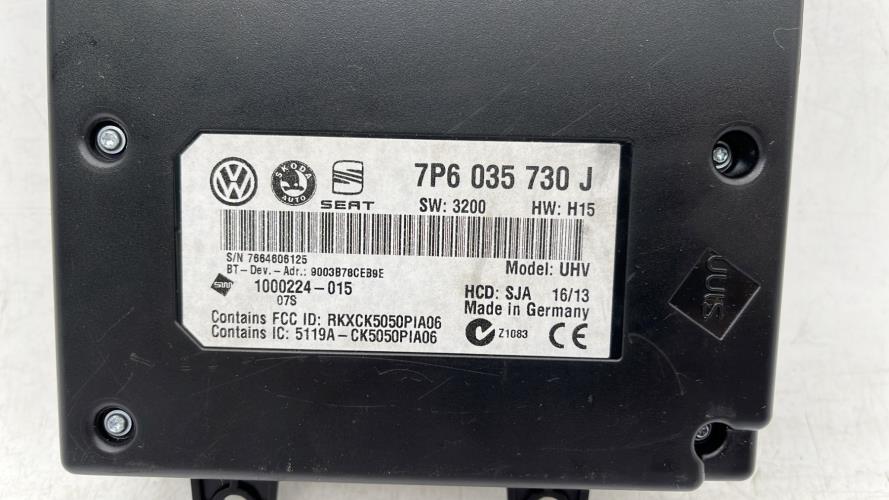 7P6 035 730 J
SKODA
AUTO
SEAT
SW: 3200 HW: H15
S/N 7664606125
BT-Dev.-Adr.: 9003B78CEB9E
Model: UHV
1000224-015
07S
HCD: SJA 16/13
Made in Germany
Contains FCC ID: RKXCK5050PIA06
Contains IC: 5119A-CK5050PIA06
Z1083
CE